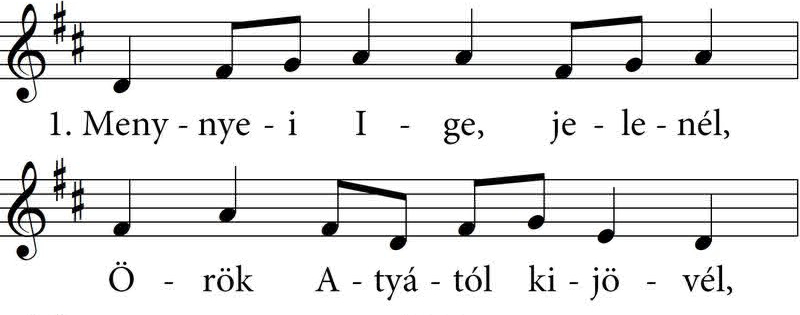 1. Meny - nye - i I - ge, je - le - nél,
Ö - rök A - tyá - tól ki - jö - vél,